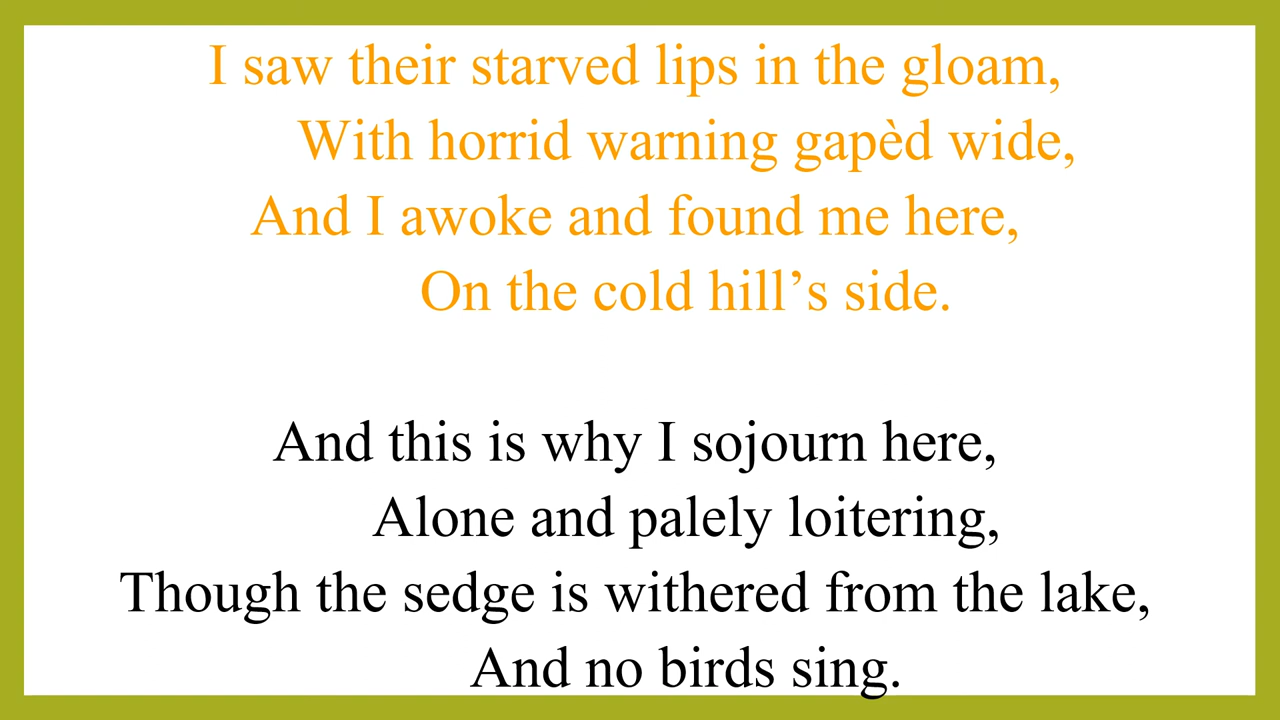 I saw their starved lips in the gloam,
With horrid warning gapèd wide,
And I awoke and found me here,
On the cold hill’s side.
And this is why I sojourn here,
Alone and palely loitering,
Though the sedge is withered from the lake,
And no birds sing.